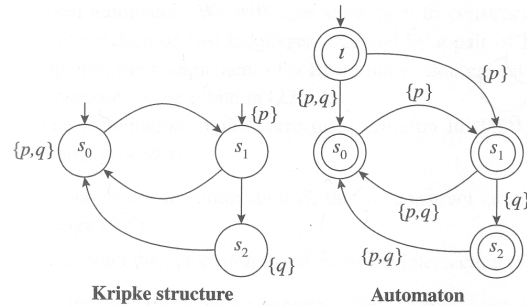 ι
{p}
{p,q}
{p}
{p}
{p,q}
s0
s1
s0
s1
{p,q}
{q}
{p,q}
s2
{q}
s2
Kripke structure
Automaton